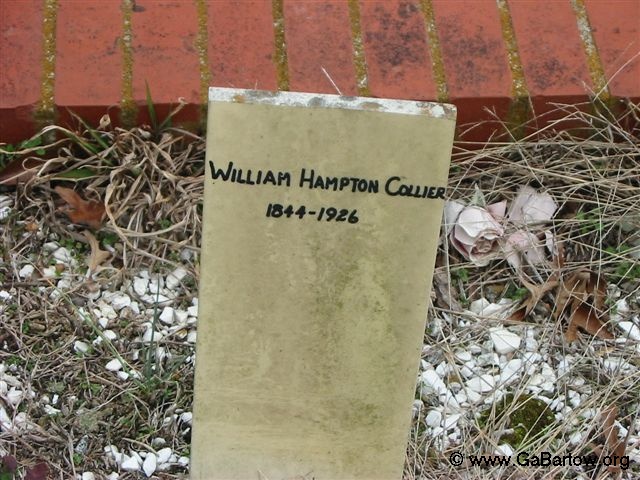 William Hampton Collier
1844-1926
© www.GaBartow.org